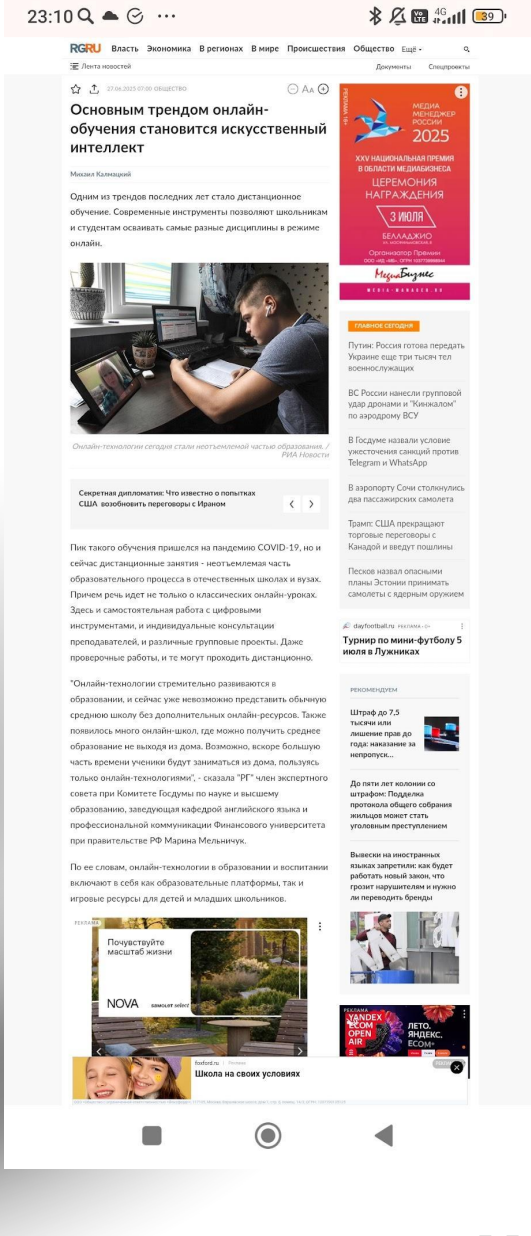 23:10
4G
39
RGRU Власть Экономика В регионах В мире Происшествия Общество Ещё
Лента новостей Документы Спецпроекты
27.06.2025 07:00 ОБЩЕСТВО
АА
Основным трендом онлайн-
обучения становится искусственный
интеллект
Михаил Калмацкий
Одним из трендов последних лет стало дистанционное
обучение. Современные инструменты позволяют школьникам
и студентам осваивать самые разные дисциплины в режиме
онлайн.
Онлайн-технологии сегодня стали неотъемлемой частью образования. /
РИА Новости
Секретная дипломатия: Что известно о попытках
США возобновить переговоры с Ираном
Пик такого обучения пришелся на пандемию COVID-19, но и
сейчас дистанционные занятия - неотъемлемая часть
образовательного процесса в отечественных школах и вузах.
Причем речь идет не только о классических онлайн-уроках.
Здесь и самостоятельная работа с цифровыми
инструментами, и индивидуальные консультации
преподавателей, и различные групповые проекты. Даже
проверочные работы, и те могут проходить дистанционно.
"Онлайн-технологии стремительно развиваются в
образовании, и сейчас уже невозможно представить обычную
среднюю школу без дополнительных онлайн-ресурсов. Также
появилось много онлайн-школ, где можно получить среднее
образование не выходя из дома. Возможно, вскоре большую
часть времени ученики будут заниматься из дома, пользуясь
только онлайн-технологиями", - сказала "РГ" член экспертного
совета при Комитете Госдумы по науке и высшему
образованию, заведующая кафедрой английского языка и
профессиональной коммуникации Финансового университета
при правительстве РФ Марина Мельничук.
По ее словам, онлайн-технологии в образовании и воспитании
включают в себя как образовательные платформы, так и
игровые ресурсы для детей и младших школьников.
РЕКЛАМА
Почувствуйте
масштаб жизни
NOVA
SAMOLET select
РЕКЛАМА 16+
МЕДИА
МЕНЕДЖЕР
РОССИИ
2025
XXV НАЦИОНАЛЬНАЯ ПРЕМИЯ
В ОБЛАСТИ МЕДИАБИЗНЕСА
ЦЕРЕМОНИЯ
НАГРАЖДЕНИЯ
3 ИЮЛЯ
БЕЛЛАДЖИО
Организатор Премии
МедиаБизнес
MEDIA-MANAGER.RU
ГЛАВНОЕ СЕГОДНЯ
Путин: Россия готова передать
Украине еще три тысяч тел
военнослужащих
ВС России нанесли групповой
удар дронами и "Кинжалом"
по аэродрому ВСУ
В Госдуме назвали условие
ужесточения санкций против
Telegram и WhatsApp
В аэропорту Сочи столкнулись
два пассажирских самолета
Трамп: США прекращают
торговые переговоры с
Канадой и введут пошлины
Песков назвал опасными
планы Эстонии принимать
самолеты с ядерным оружием
dayfootball.ru РЕКЛАМА • 0+
Турнир по мини-футболу 5
июля в Лужниках
РЕКОМЕНДУЕМ
Штраф до 7,5
тысячи или
лишение прав до
года: наказание за
непропуск...
До пяти лет колонии со
штрафом: Подделка
протокола общего собрания
жильцов может стать
уголовным преступлением
Вывески на иностранных
языках запретили: как будет
работать новый закон, что
грозит нарушителям и нужно
ли переводить бренды
РЕКЛАМА
YANDEX
ECOM
OPEN
AIR
ЛЕТО.
ЯНДЕКС.
ECOM+
foxford.ru Реклама
Школа на своих условиях